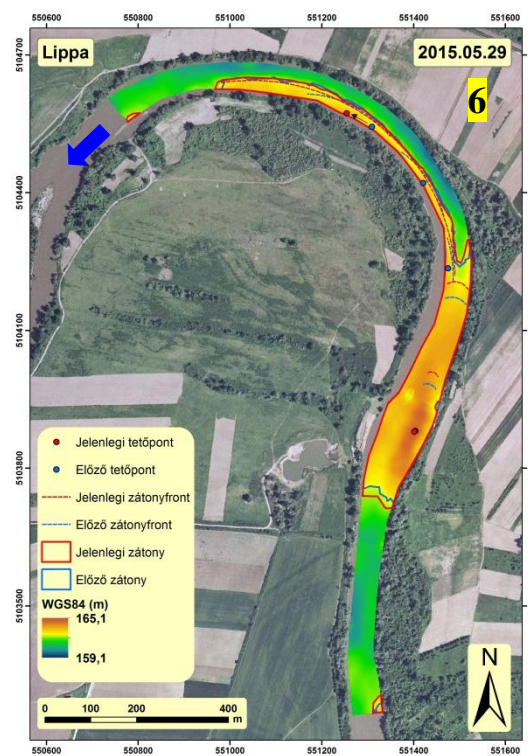 550600 550800 551000 551200 551400 551600
Lippa
2015.05.29
6
5104700
5104400
5104100
5103800
5103500
Jelenlegi tetőpont
Előző tetőpont
Jelenlegi zátonyfront
Előző zátonyfront
Jelenlegi zátony
Előző zátony
WGS84 (m)
165,1
159,1
0 100 200 400
m
N
550600 550800 551000 551200 551400 551600